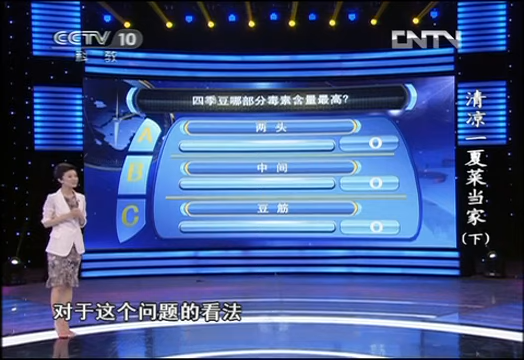 CCTV 10
科教
CNTV
四季豆哪部分毒素含量最高?
A
两头
0
B
中间
0
C
豆筋
0
清凉一夏菜当家(下)
对于这个问题的看法